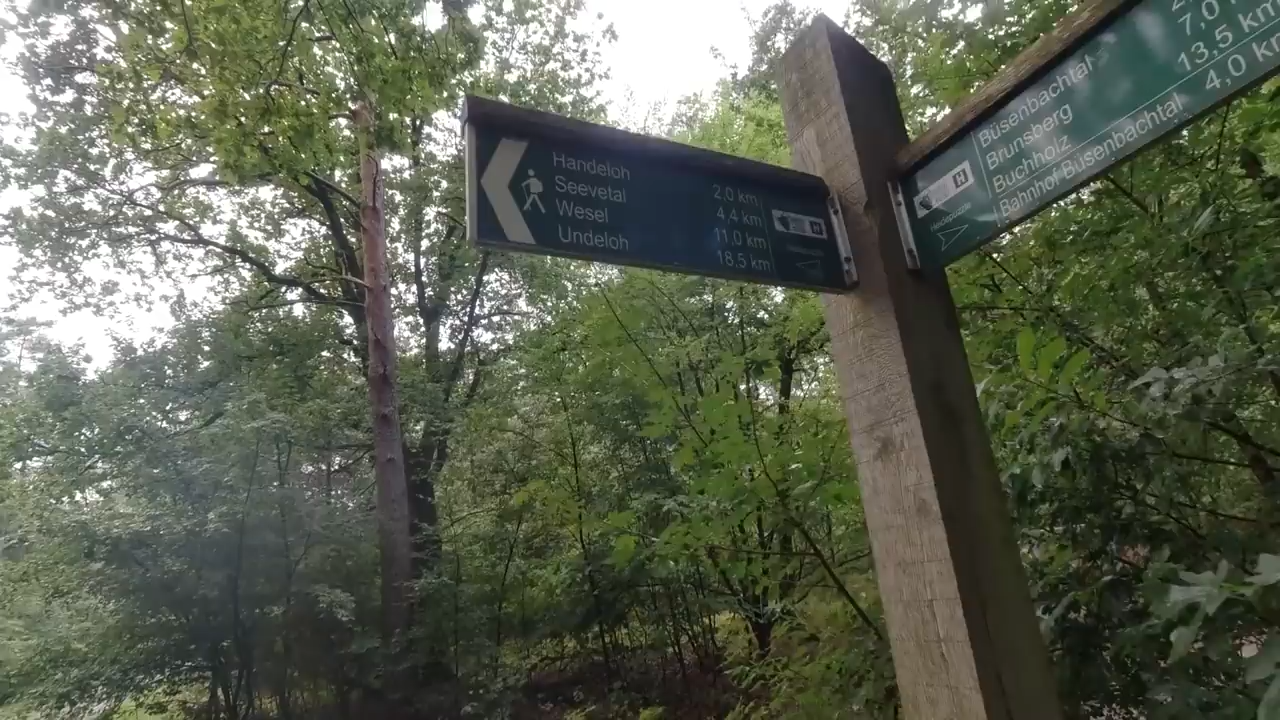 Handeloh 2,0 km
Seevetal 4,4 km
Wesel 11,0 km
Undeloh 18,5 km
H
Büsenbachtal
Brunsberg 7,0
Buchholz 13,5 km
Bahnhof Büsenbachtal 4,0 km
H
Heidepuzzle